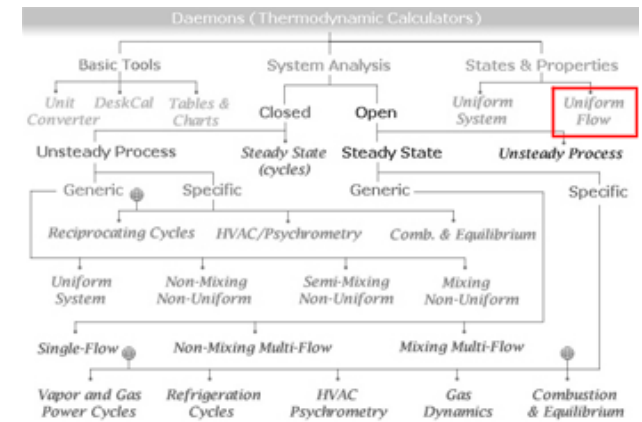 Daemons (Thermodynamic Calculators)
Basic Tools System Analysis States & Properties
Unit Converter DeskCal Tables & Charts Closed Open Uniform System Uniform Flow
Unsteady Process Steady State (cycles) Steady State Unsteady Process
Generic Specific Generic Specific
Reciprocating Cycles HVAC/Psychrometry Comb. & Equilibrium
Uniform System Non-Mixing Non-Uniform Semi-Mixing Non-Uniform Mixing Non-Uniform
Single-Flow Non-Mixing Multi-Flow Mixing Multi-Flow
Vapor and Gas Power Cycles Refrigeration Cycles HVAC Psychrometry Gas Dynamics Combustion & Equilibrium